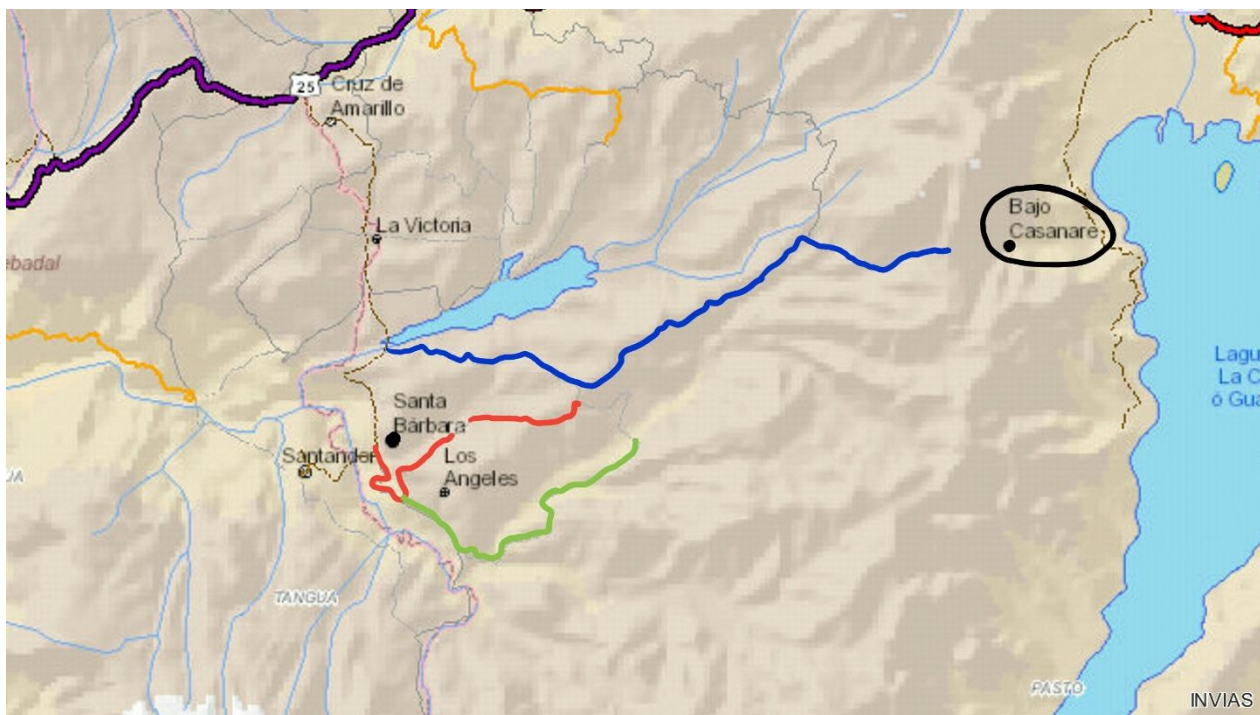 25
Cruz de
Amarillo
La Victoria
Bajo
Casanare
ebadal
Santa
Bárbara
Santander
Los
Angeles
Lagu
La C
ó Gua
UA
TANGUA
PASTO
INVIAS